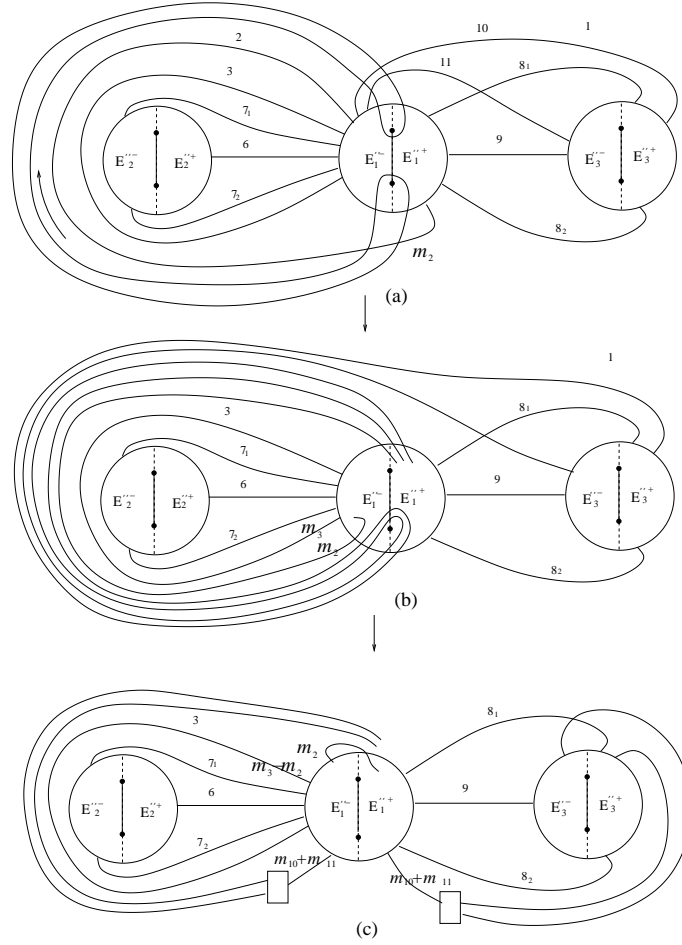 10 1
2
11 8₁
3
7₁
6 9
E₂′′⁻ E₂′′⁺ E₁′′⁻ E₁′′⁺ E₃′′⁻ E₃′′⁺
7₂
8₂
m₂
(a)
1
3 8₁
7₁
6 9
E₂′′⁻ E₂′′⁺ E₁′′⁻ E₁′′⁺ E₃′′⁻ E₃′′⁺
7₂ m₃
m₂
8₂
(b)
3 8₁
m₂
7₁ m₃−m₂
6 9
E₂′′⁻ E₂′′⁺ E₁′′⁻ E₁′′⁺ E₃′′⁻ E₃′′⁺
7₂
m₁₀+m₁₁ m₁₀+m₁₁ 8₂
(c)